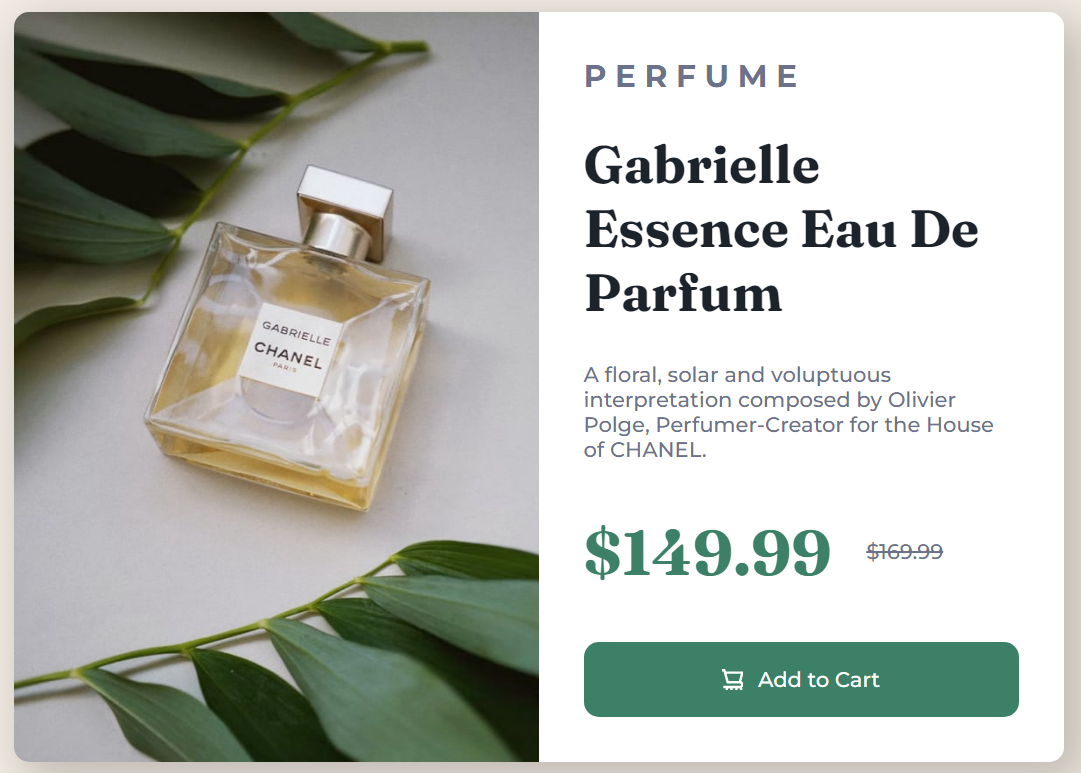 GABRIELLE
CHANEL
PARIS
PERFUME
Gabrielle
Essence Eau De
Parfum
A floral, solar and voluptuous
interpretation composed by Olivier
Polge, Perfumer-Creator for the House
of CHANEL.
$149.99 $169.99
Add to Cart